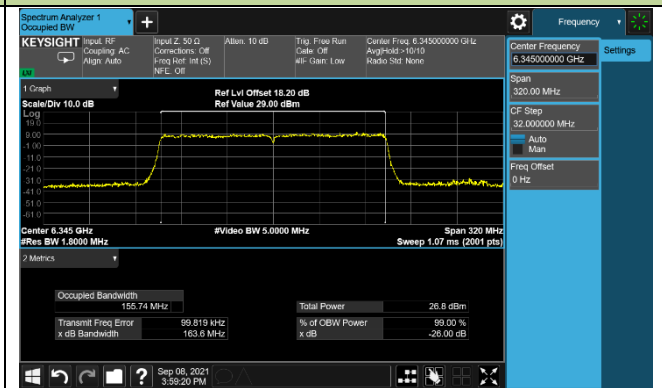 Spectrum Analyzer 1
Occupied BW
+
Frequency
KEYSIGHT
Input: RF
Coupling: AC
Align: Auto
Input Z: 50 Ω
Corrections: Off
Freq Ref: Int (S)
NFE: Off
Atten: 10 dB
Trig: Free Run
Gate: Off
#IF Gain: Low
Center Freq: 6.345000000 GHz
Avg|Hold:>10/10
Radio Std: None
LXI
Center Frequency
6.345000000 GHz
Settings
Span
320.00 MHz
CF Step
32.000000 MHz
Auto
Man
Freq Offset
0 Hz
1 Graph
Scale/Div 10.0 dB
Ref Lvl Offset 18.20 dB
Ref Value 29.00 dBm
Log
19.0
9.00
-1.00
-11.0
-21.0
-31.0
-41.0
-51.0
-61.0
Center 6.345 GHz
#Res BW 1.8000 MHz
#Video BW 5.0000 MHz
Span 320 MHz
Sweep 1.07 ms (2001 pts)
2 Metrics
Occupied Bandwidth
155.74 MHz
Total Power 26.8 dBm
Transmit Freq Error 99.819 kHz
% of OBW Power 99.00 %
x dB Bandwidth 163.6 MHz
x dB -26.00 dB
?
Sep 08, 2021
3:59:20 PM